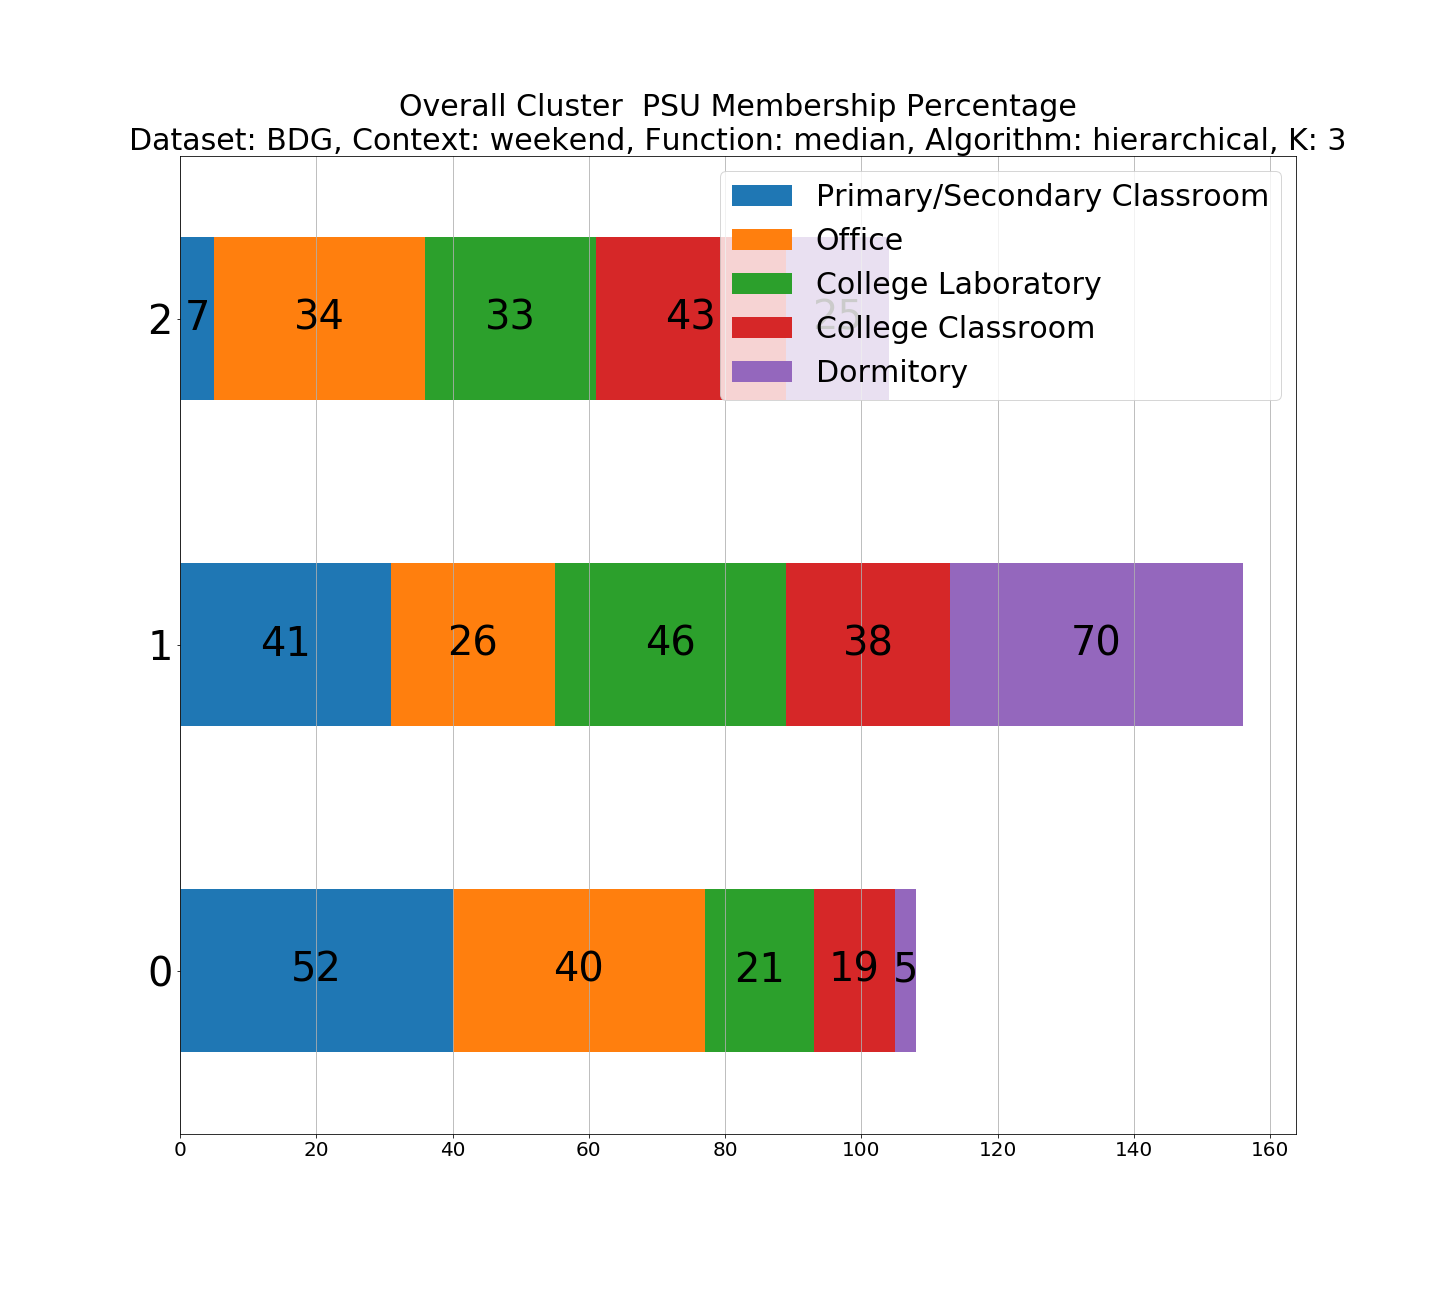 Overall Cluster  PSU Membership Percentage
Dataset: BDG, Context: weekend, Function: median, Algorithm: hierarchical, K: 3
Primary/Secondary Classroom
Office
College Laboratory
College Classroom
Dormitory
2 7 34 33 43 25
1 41 26 46 38 70
0 52 40 21 19 5
0 20 40 60 80 100 120 140 160